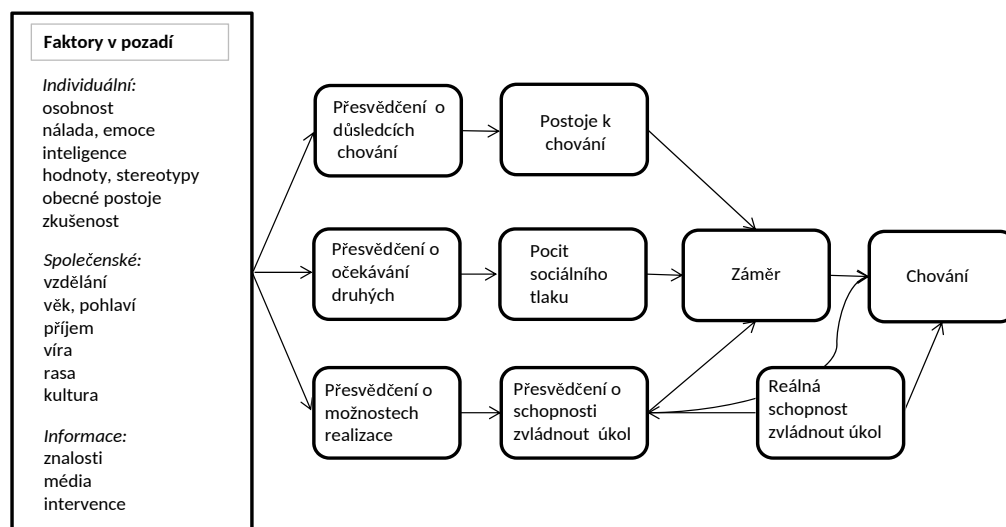 Faktory v pozadí
Individuální:
osobnost
nálada, emoce
inteligence
hodnoty, stereotypy
obecné postoje
zkušenost
Společenské:
vzdělání
věk, pohlaví
příjem
víra
rasa
kultura
Informace:
znalosti
média
intervence
Přesvědčení o
důsledcích
chování
Postoje k
chování
Přesvědčení o
očekávání
druhých
Pocit
sociálního
tlaku
Záměr
Chování
Přesvědčení o
možnostech
realizace
Přesvědčení o
schopnosti
zvládnout úkol
Reálná
schopnost
zvládnout úkol